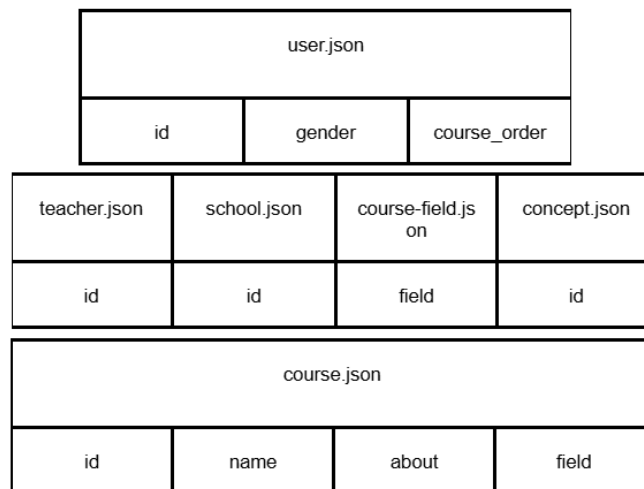 user.json
id gender course_order
teacher.json school.json course-field.js
on concept.json
id id field id
course.json
id name about field